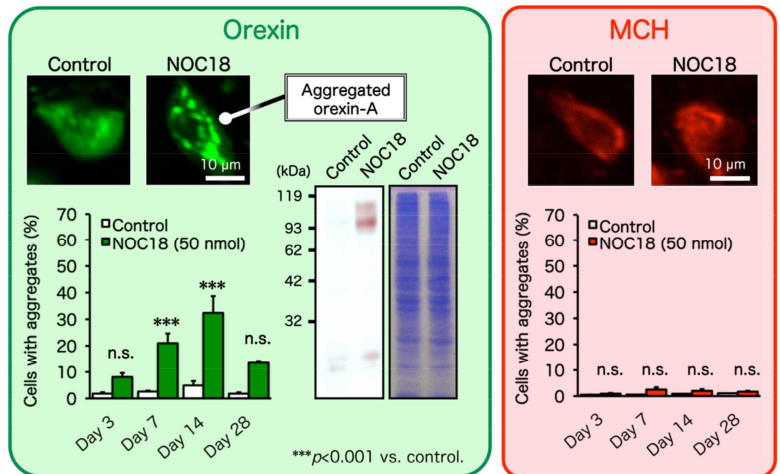 Orexin
Control
NOC18
Aggregated
orexin-A
10 μm
(kDa)
Control
NOC18
Control
NOC18
119
93
62
42
32
Cells with aggregates (%)
70
60
50
40
30
20
10
0
Control
NOC18 (50 nmol)
n.s.
***
***
n.s.
Day 3
Day 7
Day 14
Day 28
***p<0.001 vs. control.
MCH
Control
NOC18
10 μm
Cells with aggregates (%)
70
60
50
40
30
20
10
0
Control
NOC18 (50 nmol)
n.s.
n.s.
n.s.
n.s.
Day 3
Day 7
Day 14
Day 28